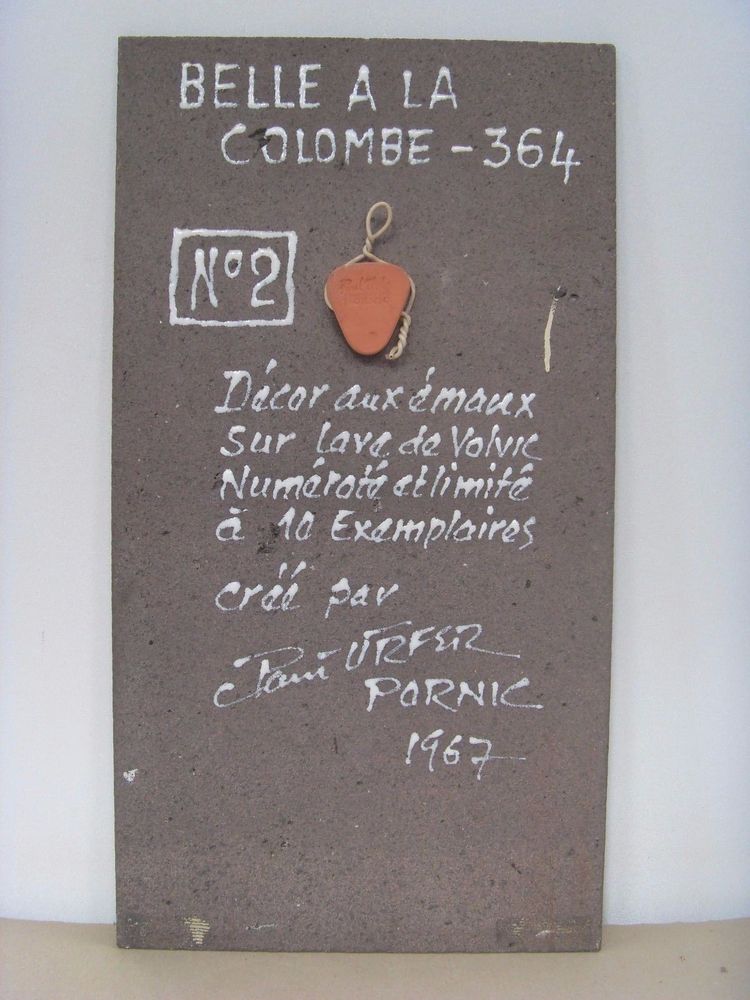 BELLE A LA
COLOMBE - 364
N° 2
Décor aux émaux
Sur lave de Volvic
Numéroté et limité
à 10 Exemplaires
créé par
Paul URFER
PORNIC
1967